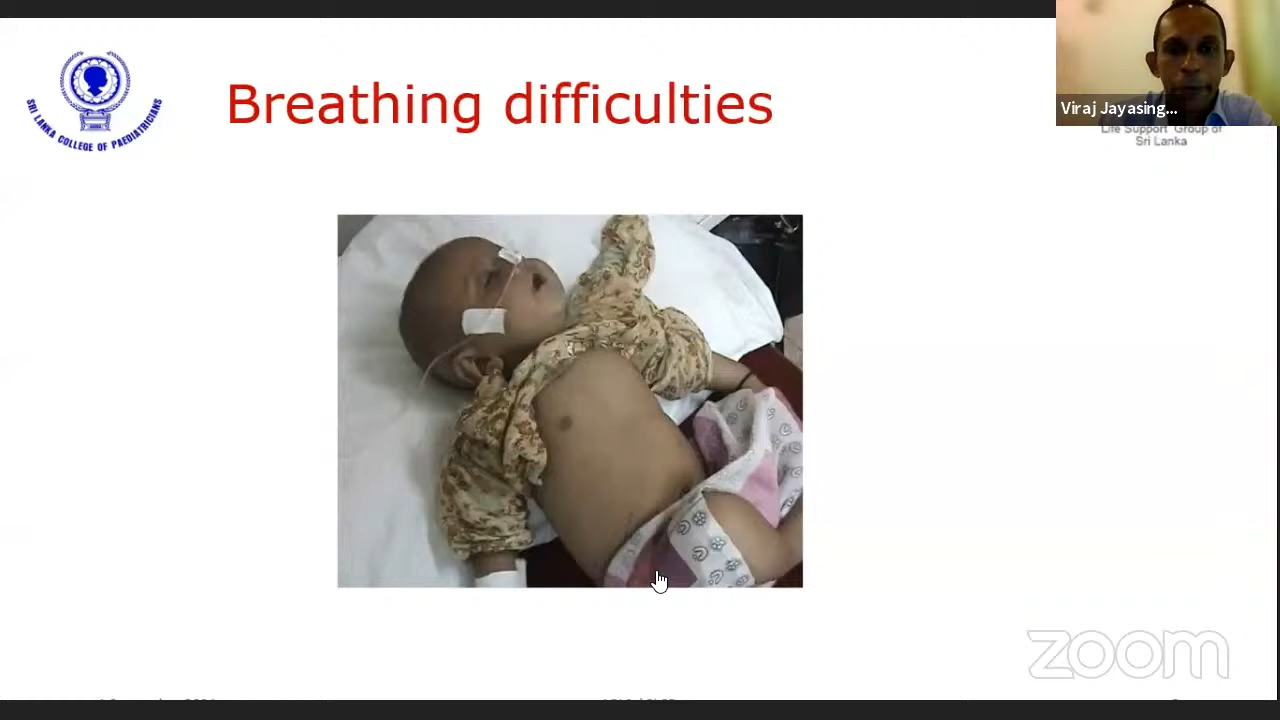 SRI LANKA COLLEGE OF PAEDIATRICIANS
Breathing difficulties
Viraj Jayasing...
Life Support Group of
Sri Lanka
zoom